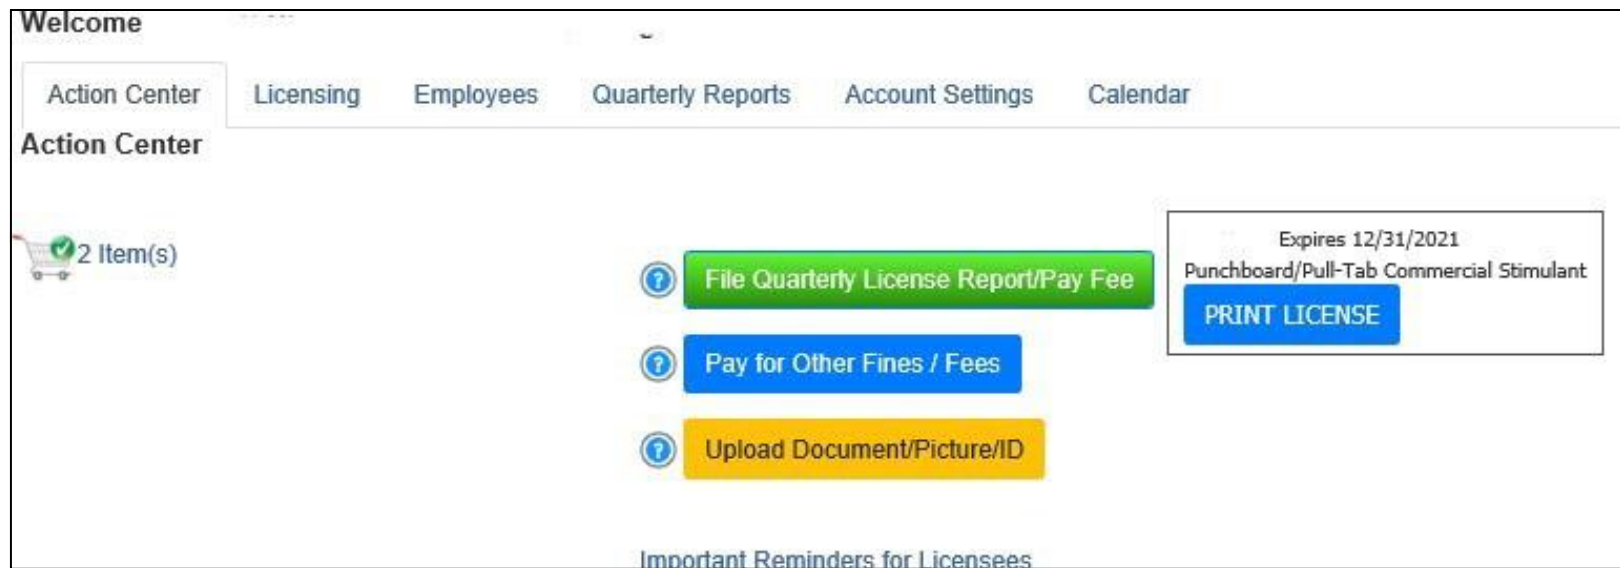 Welcome
Action Center Licensing Employees Quarterly Reports Account Settings Calendar
Action Center
2 Item(s)
File Quarterly License Report/Pay Fee
Expires 12/31/2021
Punchboard/Pull-Tab Commercial Stimulant
PRINT LICENSE
Pay for Other Fines / Fees
Upload Document/Picture/ID
Important Reminders for Licensees